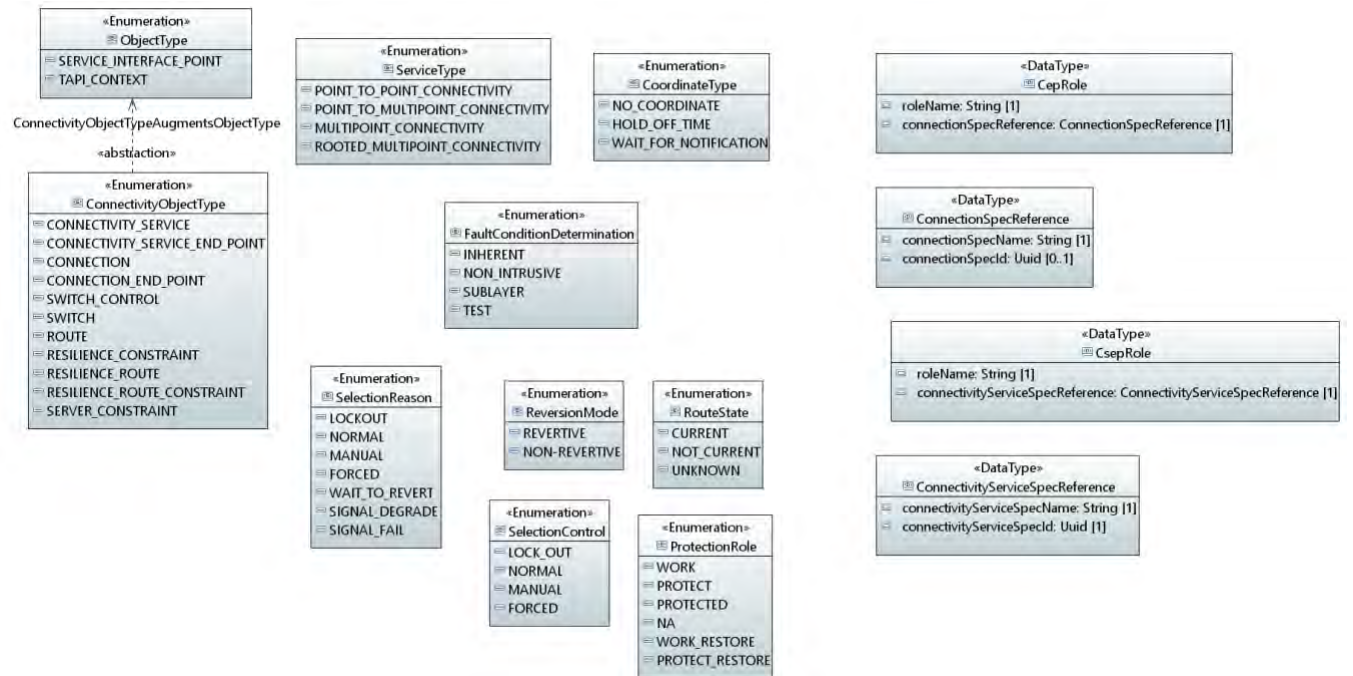 «Enumeration»
ObjectType
SERVICE_INTERFACE_POINT
TAPI_CONTEXT
ConnectivityObjectTypeAugmentsObjectType
«abstraction»
«Enumeration»
ConnectivityObjectType
CONNECTIVITY_SERVICE
CONNECTIVITY_SERVICE_END_POINT
CONNECTION
CONNECTION_END_POINT
SWITCH_CONTROL
SWITCH
ROUTE
RESILIENCE_CONSTRAINT
RESILIENCE_ROUTE
RESILIENCE_ROUTE_CONSTRAINT
SERVER_CONSTRAINT
«Enumeration»
ServiceType
POINT_TO_POINT_CONNECTIVITY
POINT_TO_MULTIPOINT_CONNECTIVITY
MULTIPOINT_CONNECTIVITY
ROOTED_MULTIPOINT_CONNECTIVITY
«Enumeration»
CoordinateType
NO_COORDINATE
HOLD_OFF_TIME
WAIT_FOR_NOTIFICATION
«Enumeration»
FaultConditionDetermination
INHERENT
NON_INTRUSIVE
SUBLAYER
TEST
«Enumeration»
SelectionReason
LOCKOUT
NORMAL
MANUAL
FORCED
WAIT_TO_REVERT
SIGNAL_DEGRADE
SIGNAL_FAIL
«Enumeration»
ReversionMode
REVERTIVE
NON-REVERTIVE
«Enumeration»
RouteState
CURRENT
NOT_CURRENT
UNKNOWN
«Enumeration»
SelectionControl
LOCK_OUT
NORMAL
MANUAL
FORCED
«Enumeration»
ProtectionRole
WORK
PROTECT
PROTECTED
NA
WORK_RESTORE
PROTECT_RESTORE
«DataType»
CepRole
roleName: String [1]
connectionSpecReference: ConnectionSpecReference [1]
«DataType»
ConnectionSpecReference
connectionSpecName: String [1]
connectionSpecId: Uuid [0..1]
«DataType»
CsepRole
roleName: String [1]
connectivityServiceSpecReference: ConnectivityServiceSpecReference [1]
«DataType»
ConnectivityServiceSpecReference
connectivityServiceSpecName: String [1]
connectivityServiceSpecId: Uuid [1]